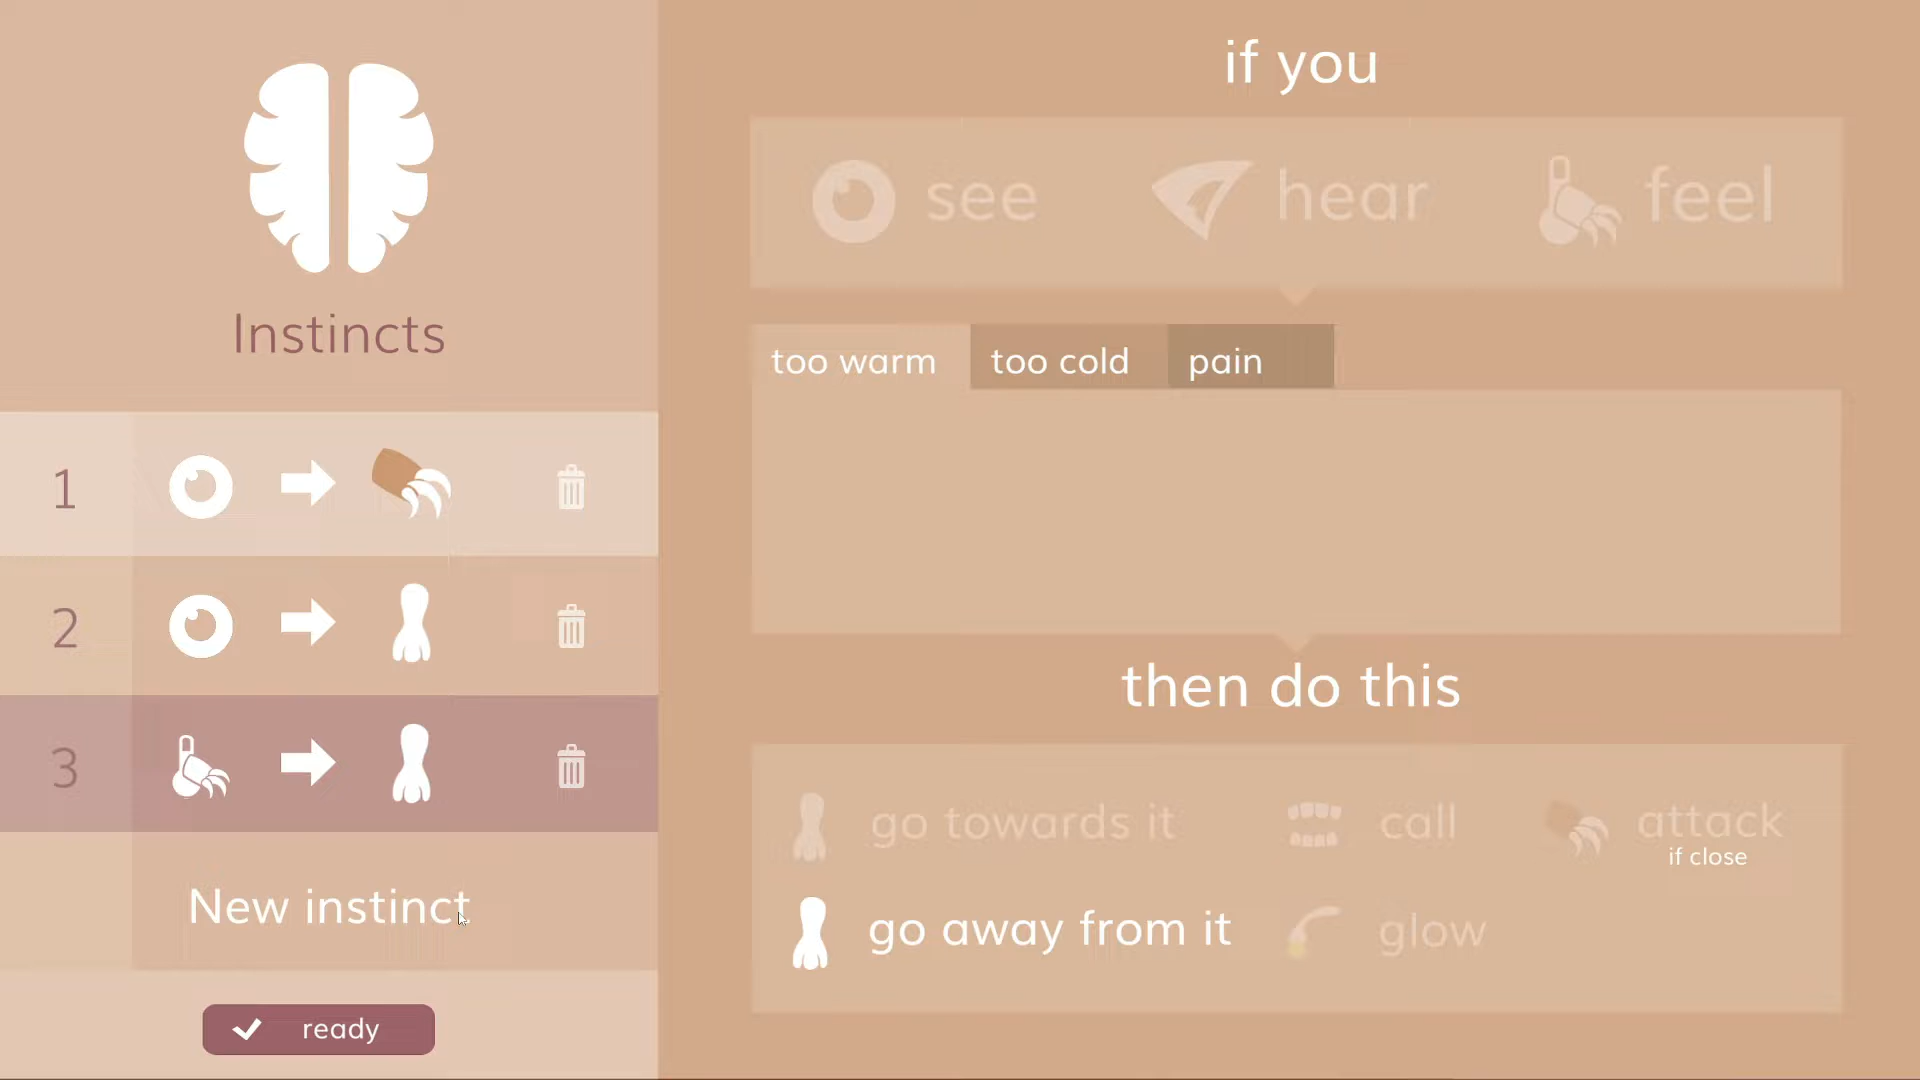 Instincts
1
2
3
New instinct
ready
if you
see hear feel
too warm too cold pain
then do this
go towards it call attack
if close
go away from it glow